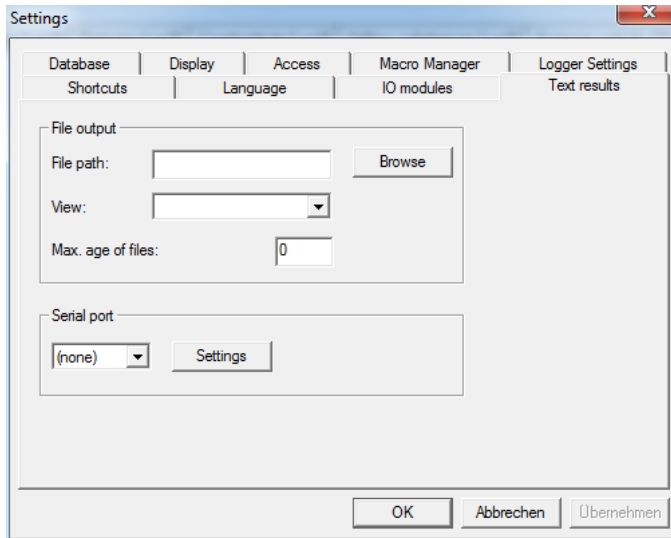 Settings
Database Display Access Macro Manager Logger Settings
Shortcuts Language IO modules Text results
File output
File path: Browse
View:
Max. age of files: 0
Serial port
(none) Settings
OK Abbrechen Übernehmen